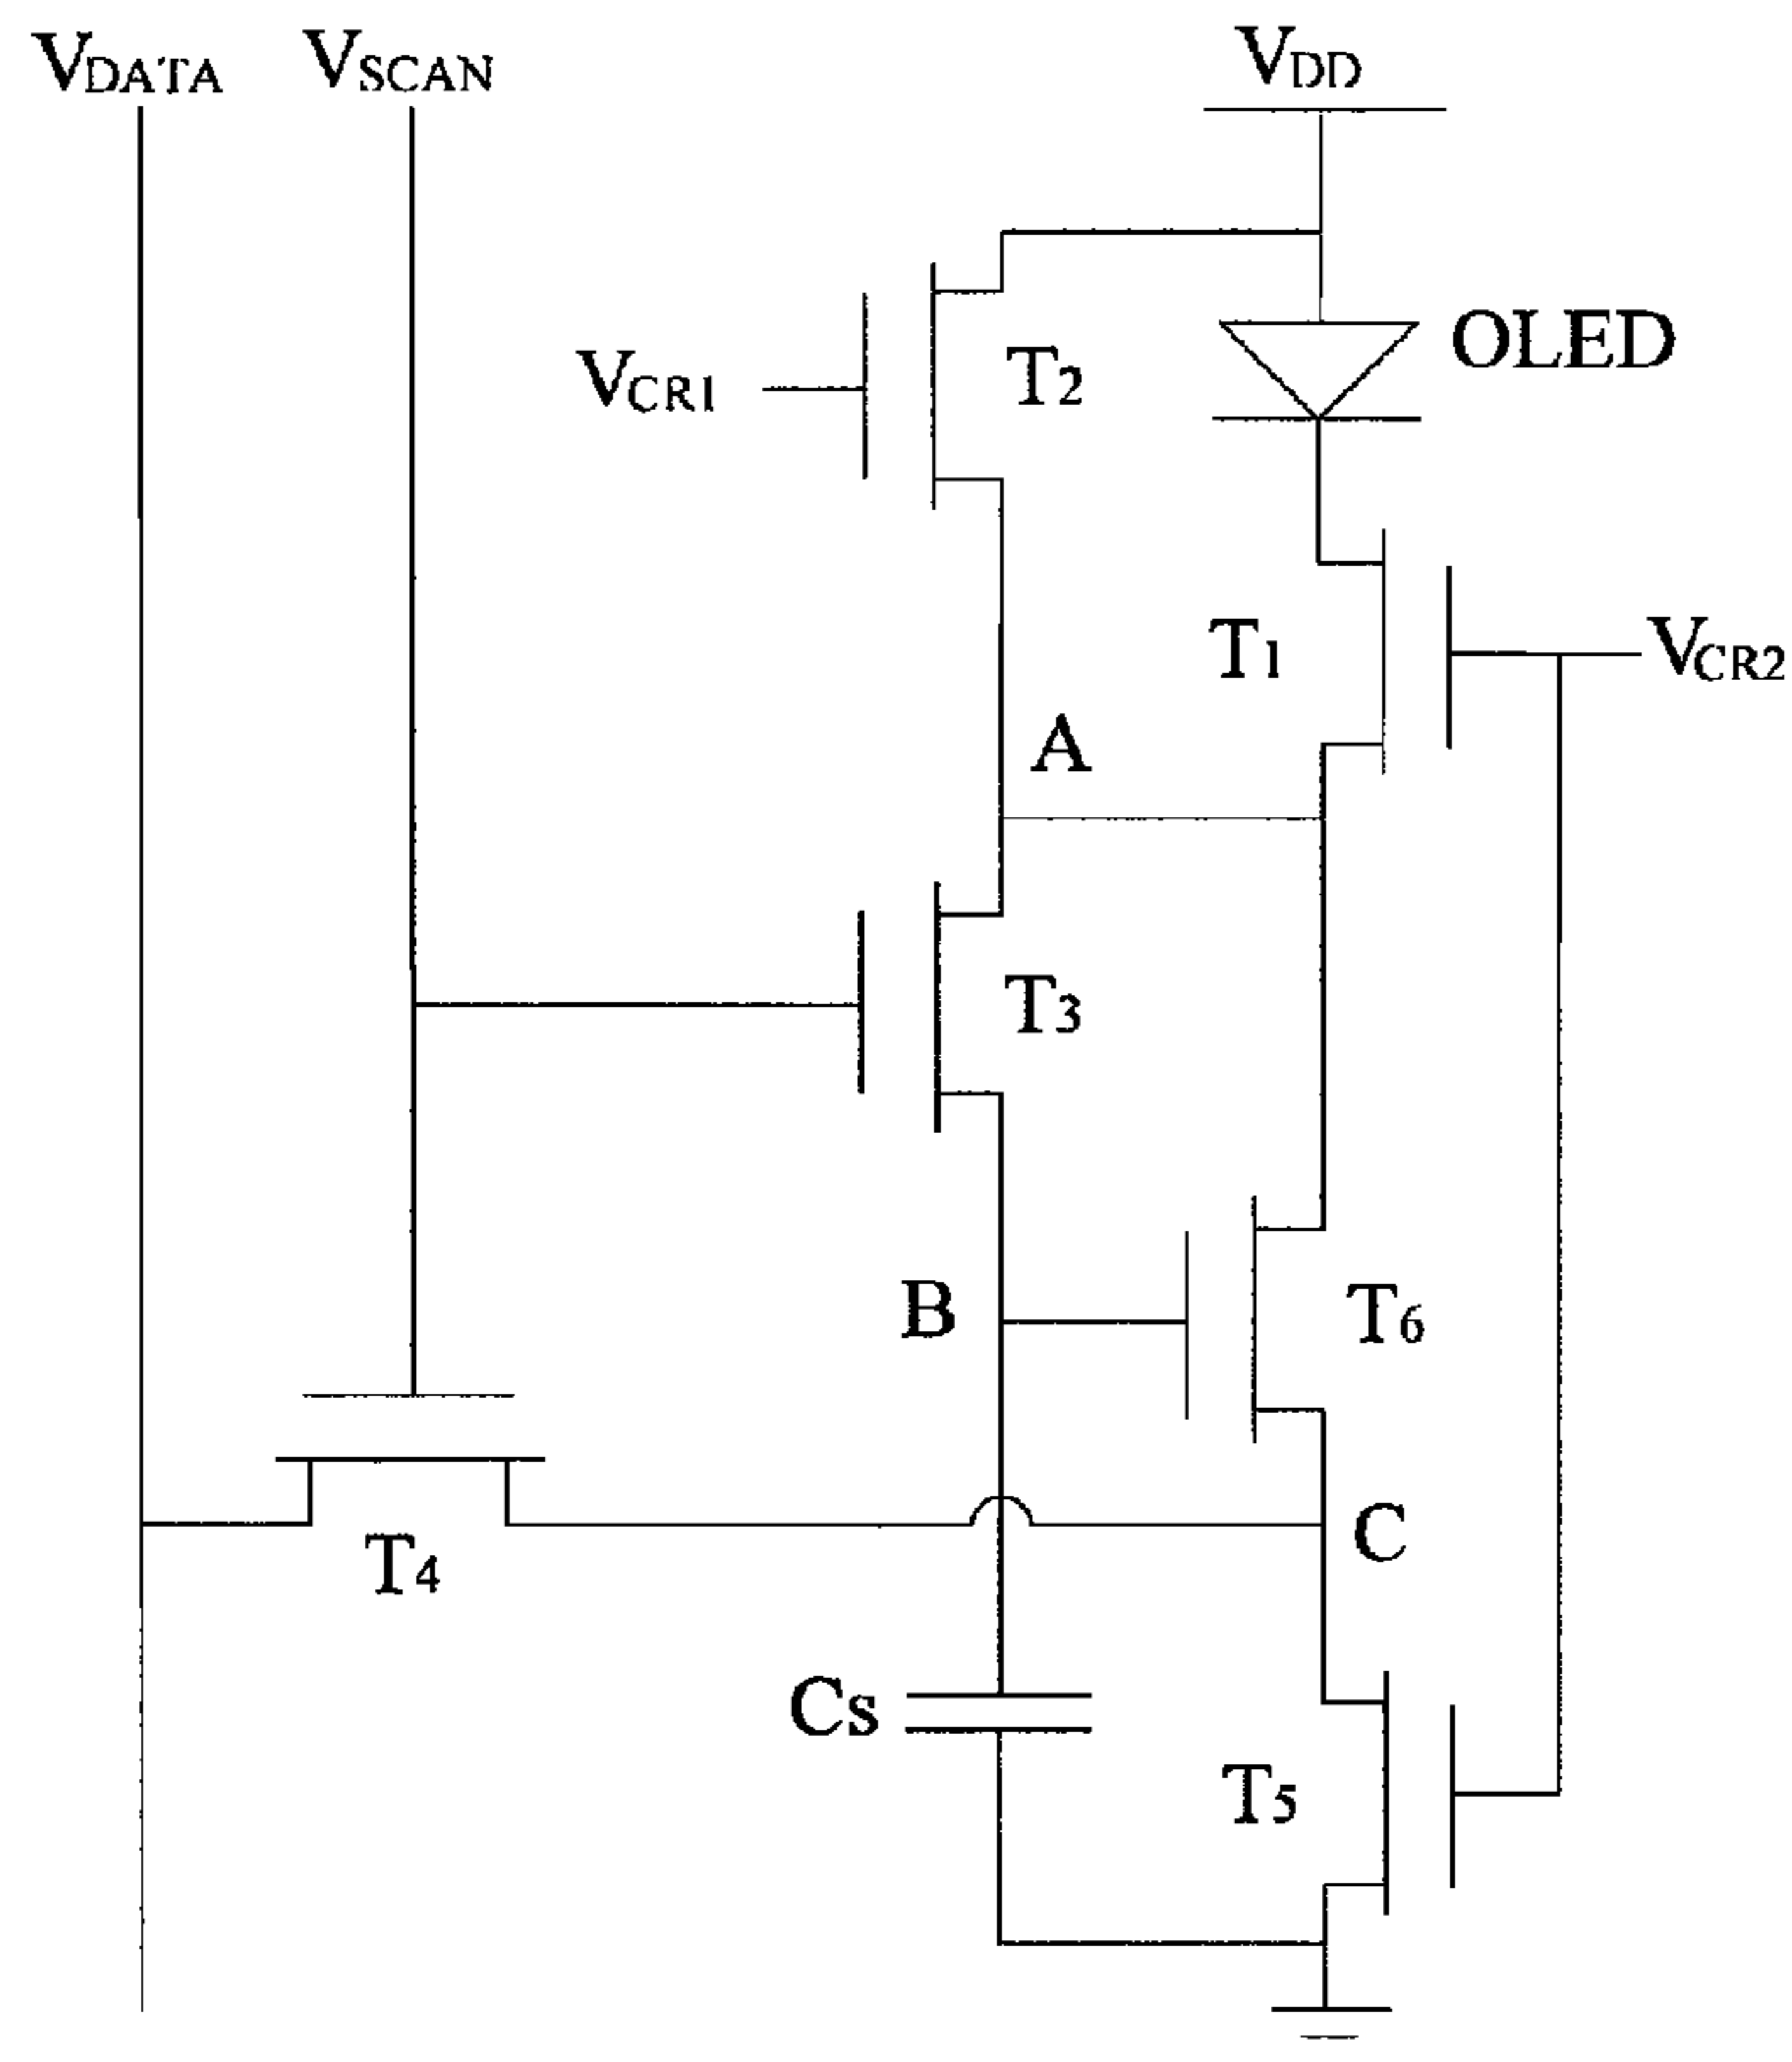 VDATA
VSCAN
VDD
OLED
VCR1
T2
T1
VCR2
A
T3
B
T6
T4
C
Cs
T5